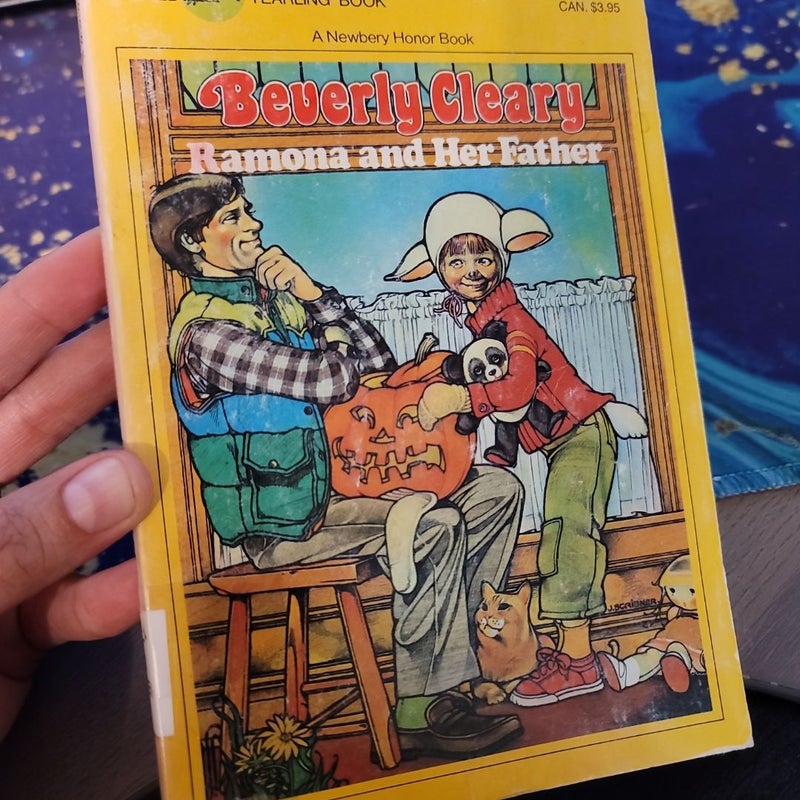 YEARLING BOOK
CAN. $3.95
A Newbery Honor Book
Beverly Cleary
Ramona and Her Father
J. SCRIBNER